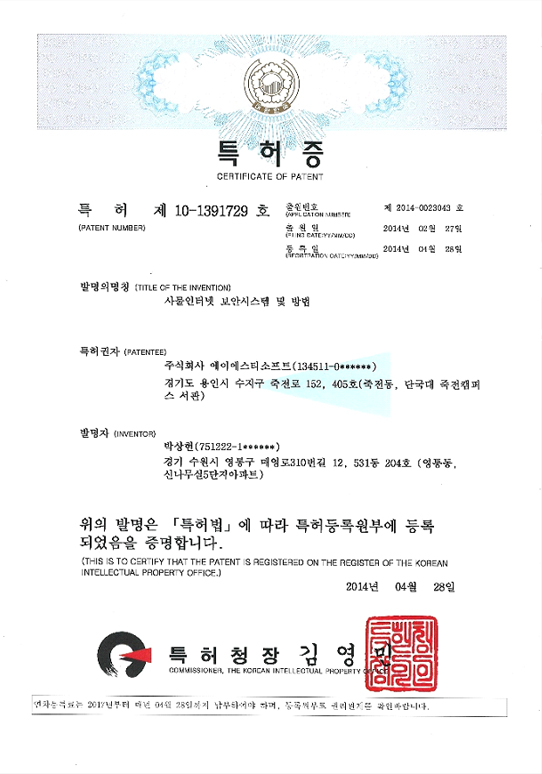 특 허 증
CERTIFICATE OF PATENT
특 허 제 10-1391729 호
(PATENT NUMBER)
출원번호 제 2014-0023043 호
(APPLICATION NUMBER)
출 원 일 2014년 02월 27일
(FILING DATE:YY/MM/DD)
등 록 일 2014년 04월 28일
(REGISTRATION DATE:YY/MM/DD)
발명의명칭 (TITLE OF THE INVENTION)
사물인터넷 보안시스템 및 방법
특허권자 (PATENTEE)
주식회사 에이에스티소프트(134511-0******)
경기도 용인시 수지구 죽전로 152, 405호(죽전동, 단국대 죽전캠퍼
스 서관)
발명자 (INVENTOR)
박상현(751222-1******)
경기 수원시 영통구 태영로310번길 12, 531동 204호 (영통동,
신나무실5단지아파트)
위의 발명은 「특허법」에 따라 특허등록원부에 등록
되었음을 증명합니다.
(THIS IS TO CERTIFY THAT THE PATENT IS REGISTERED ON THE REGISTER OF THE KOREAN
INTELLECTUAL PROPERTY OFFICE.)
2014년 04월 28일
특허청장 김영민
COMMISSIONER, THE KOREAN INTELLECTUAL PROPERTY OFFICE
연차등록료는 2017년부터 매년 04월 28일까지 납부하여야 하며, 등록원부로 권리관계를 확인바랍니다.